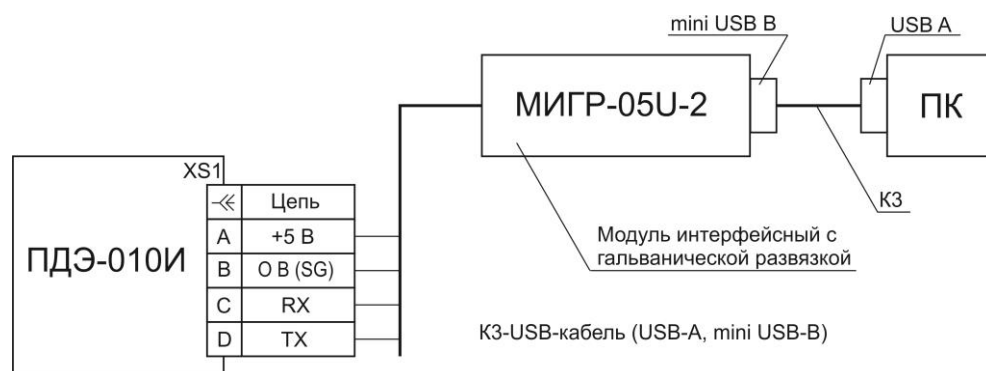 mini USB B
USB A
МИГР-05U-2
ПК
К3
Модуль интерфейсный с
гальванической развязкой
К3-USB-кабель (USB-A, mini USB-B)
ПДЭ-010И
XS1
Цепь
A +5 В
B О В (SG)
C RX
D TX